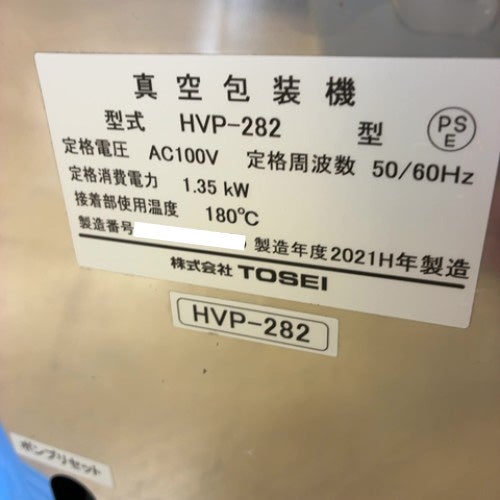 真空包装機
型式 HVP-282 型 PSE
定格電圧 AC100V 定格周波数 50/60Hz
定格消費電力 1.35 kW
接着部使用温度 180℃
製造番号 製造年度2021H年製造
株式会社 TOSEI
HVP-282
ポンプリセット